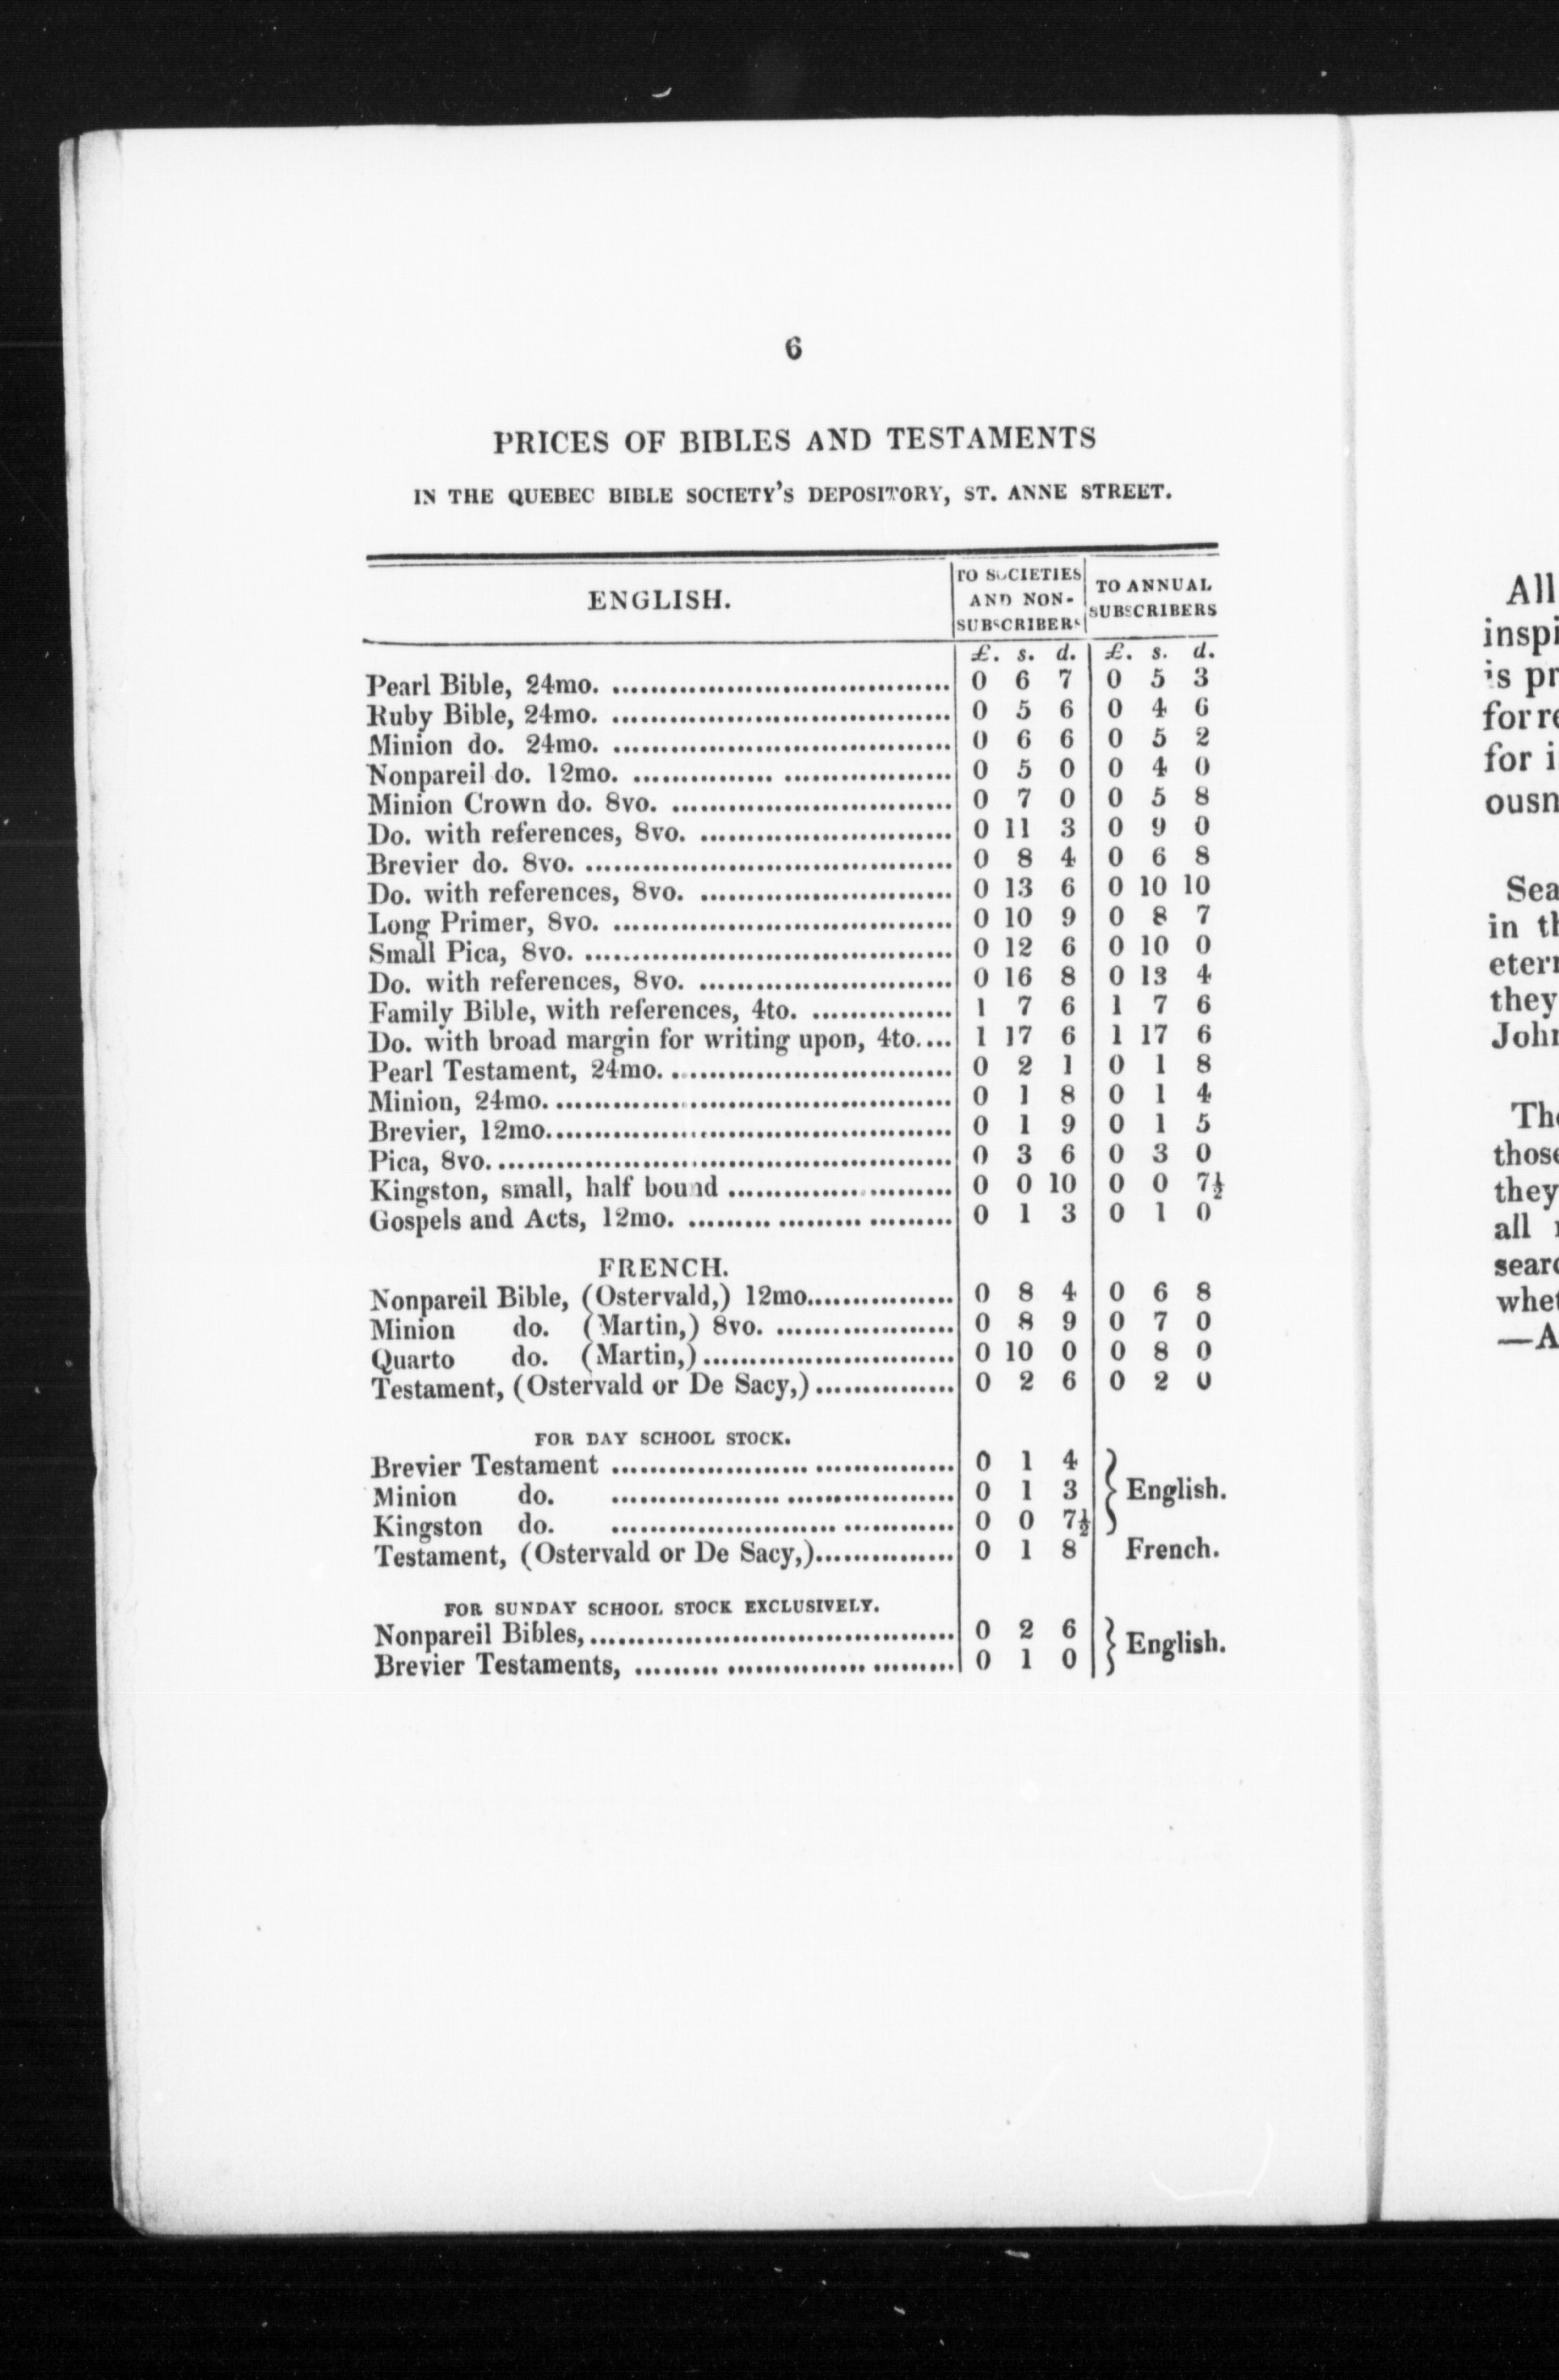 6
PRICES OF BIBLES AND TESTAMENTS
IN THE QUEBEC BIBLE SOCIETY'S DEPOSITORY, ST. ANNE STREET.
ENGLISH.
TO SOCIETIES AND NON-SUBSCRIBERS
TO ANNUAL SUBSCRIBERS
£. s. d. £. s. d.
Pearl Bible, 24mo. 0 6 7 0 5 3
Ruby Bible, 24mo. 0 5 6 0 4 6
Minion do. 24mo. 0 6 6 0 5 2
Nonpareil do. 12mo. 0 5 0 0 4 0
Minion Crown do. 8vo. 0 7 0 0 5 8
Do. with references, 8vo. 0 11 3 0 9 0
Brevier do. 8vo. 0 8 4 0 6 8
Do. with references, 8vo. 0 13 6 0 10 10
Long Primer, 8vo. 0 10 9 0 8 7
Small Pica, 8vo. 0 12 6 0 10 0
Do. with references, 8vo. 0 16 8 0 13 4
Family Bible, with references, 4to. 1 7 6 1 7 6
Do. with broad margin for writing upon, 4to. 1 17 6 1 17 6
Pearl Testament, 24mo. 0 2 1 0 1 8
Minion, 24mo. 0 1 8 0 1 4
Brevier, 12mo. 0 1 9 0 1 5
Pica, 8vo. 0 3 6 0 3 0
Kingston, small, half bound 0 0 10 0 0 7½
Gospels and Acts, 12mo. 0 1 3 0 1 0
FRENCH.
Nonpareil Bible, (Ostervald,) 12mo. 0 8 4 0 6 8
Minion do. (Martin,) 8vo. 0 8 9 0 7 0
Quarto do. (Martin,) 0 10 0 0 8 0
Testament, (Ostervald or De Sacy,) 0 2 6 0 2 0
FOR DAY SCHOOL STOCK.
Brevier Testament 0 1 4
Minion do. 0 1 3 English.
Kingston do. 0 0 7½
Testament, (Ostervald or De Sacy,) 0 1 8 French.
FOR SUNDAY SCHOOL STOCK EXCLUSIVELY.
Nonpareil Bibles, 0 2 6 English.
Brevier Testaments, 0 1 0
All
is
for
for
in
they
they
all